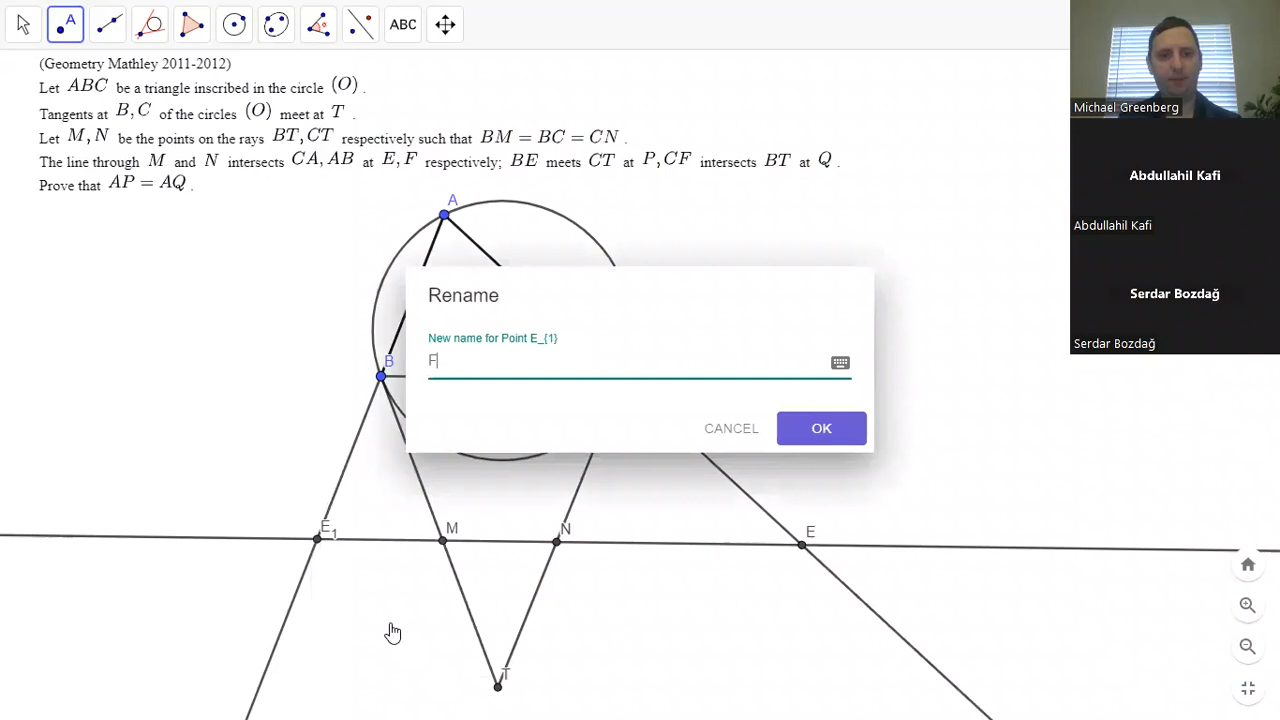 ABC
(Geometry Mathley 2011-2012)
Let ABC be a triangle inscribed in the circle (O) .
Tangents at B, C of the circles (O) meet at T .
Let M, N be the points on the rays BT, CT respectively such that BM = BC = CN .
The line through M and N intersects CA, AB at E, F respectively; BE meets CT at P, CF intersects BT at Q .
Prove that AP = AQ .
A
A
B
Rename
New name for Point E_{1}
F
CANCEL
OK
E1
M
N
E
T
Michael Greenberg
Abdullahil Kafi
Abdullahil Kafi
Serdar Bozdağ
Serdar Bozdağ